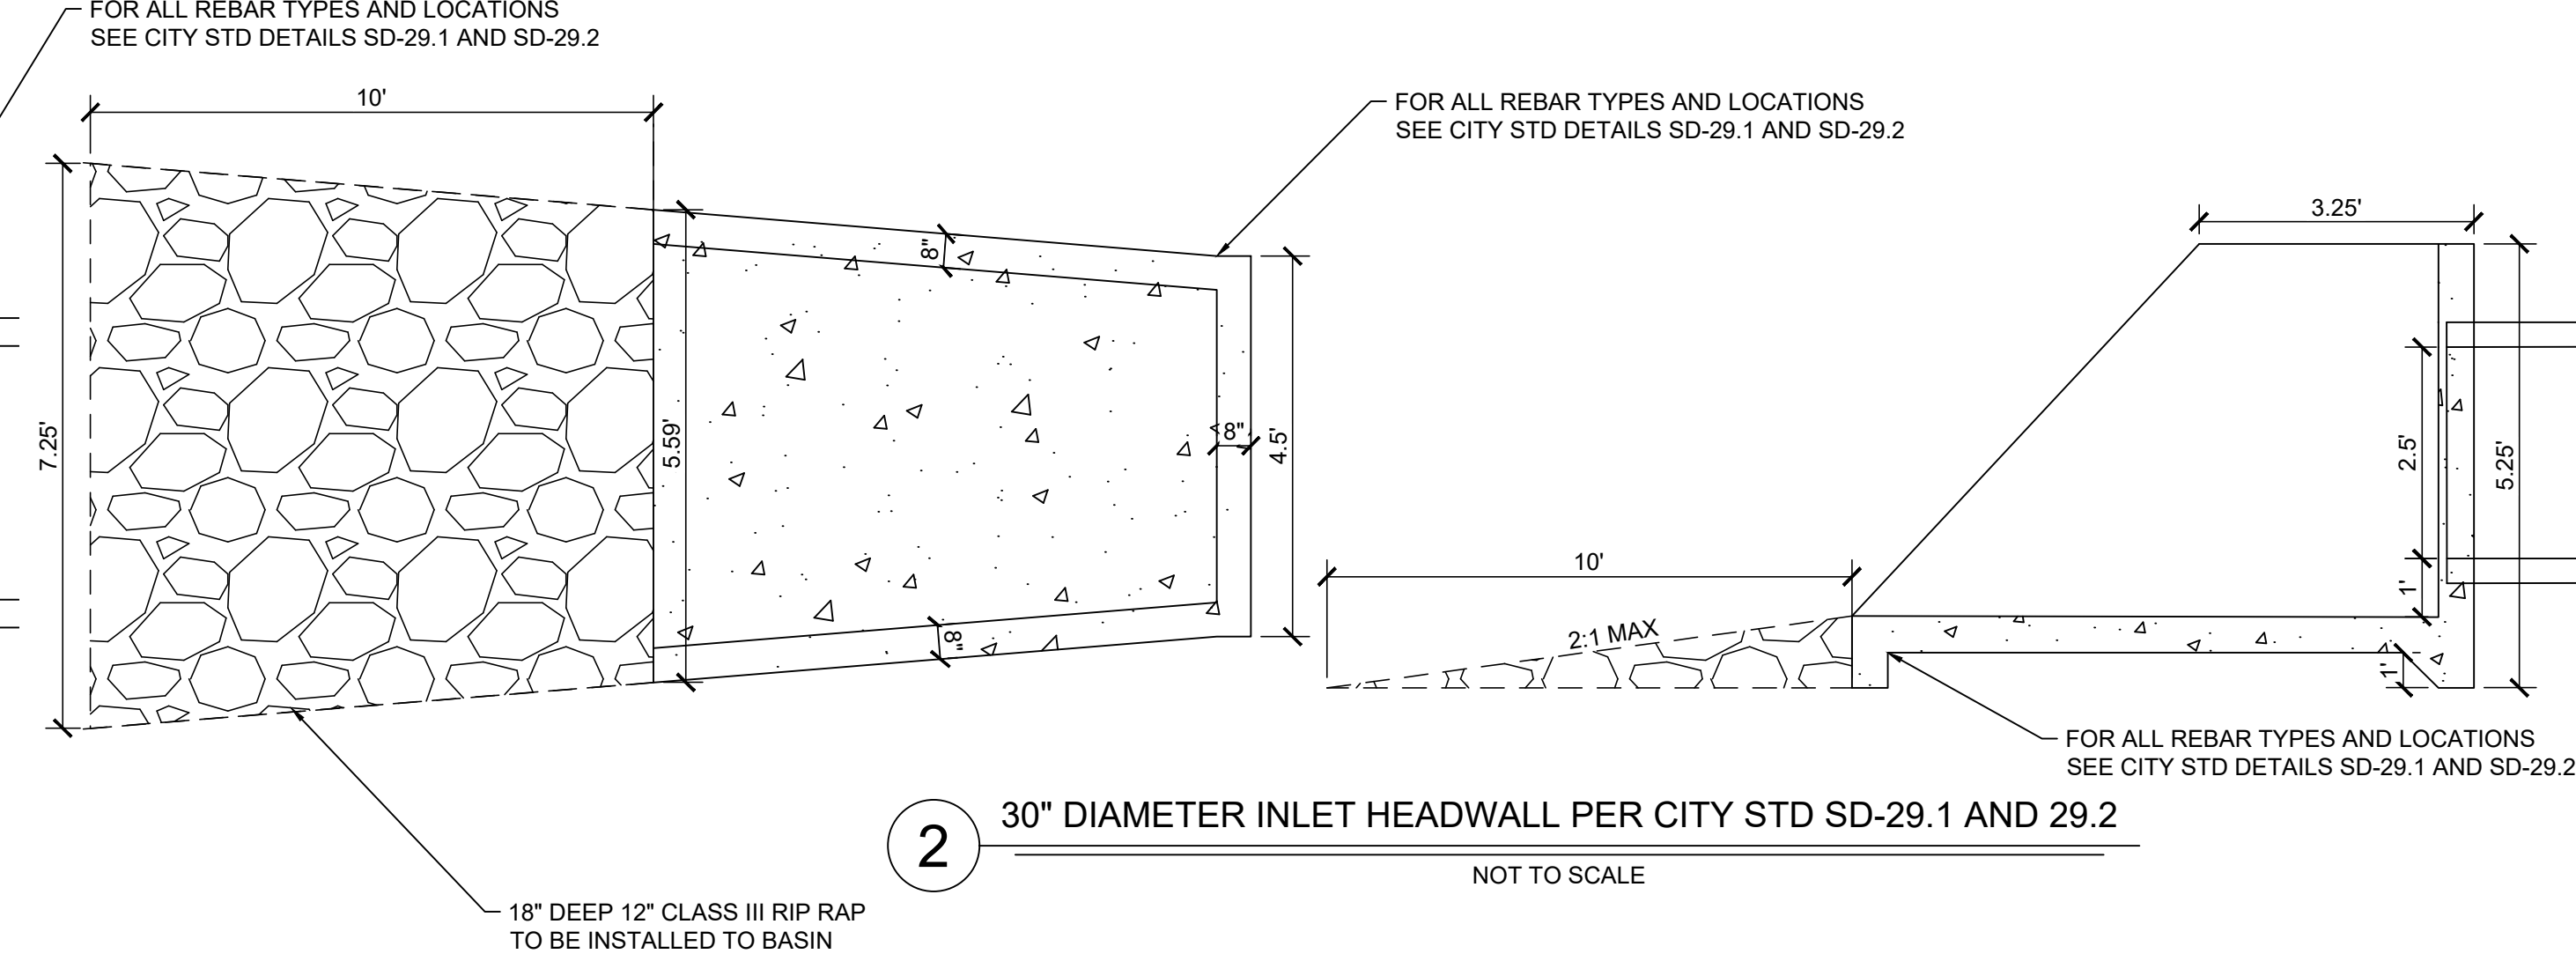 FOR ALL REBAR TYPES AND LOCATIONS
SEE CITY STD DETAILS SD-29.1 AND SD-29.2
10'
7.25'
5.59'
8"
8"
8"
4.5'
FOR ALL REBAR TYPES AND LOCATIONS
SEE CITY STD DETAILS SD-29.1 AND SD-29.2
3.25'
2.5'
5.25'
1'
1'
10'
2:1 MAX
FOR ALL REBAR TYPES AND LOCATIONS
SEE CITY STD DETAILS SD-29.1 AND SD-29.2
2
30" DIAMETER INLET HEADWALL PER CITY STD SD-29.1 AND 29.2
NOT TO SCALE
18" DEEP 12" CLASS III RIP RAP
TO BE INSTALLED TO BASIN